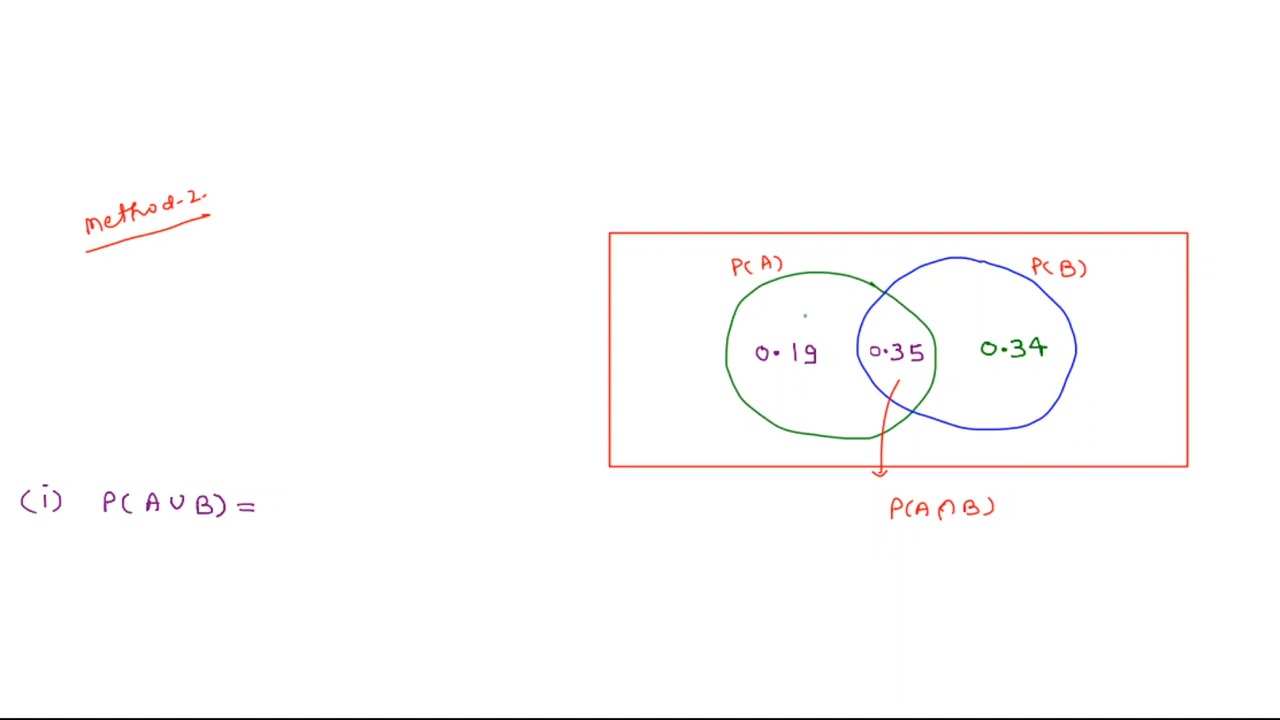 Method-2.
P(A) P(B)
0.19 0.35 0.34
(i) P(A∪B) =
P(A∩B)